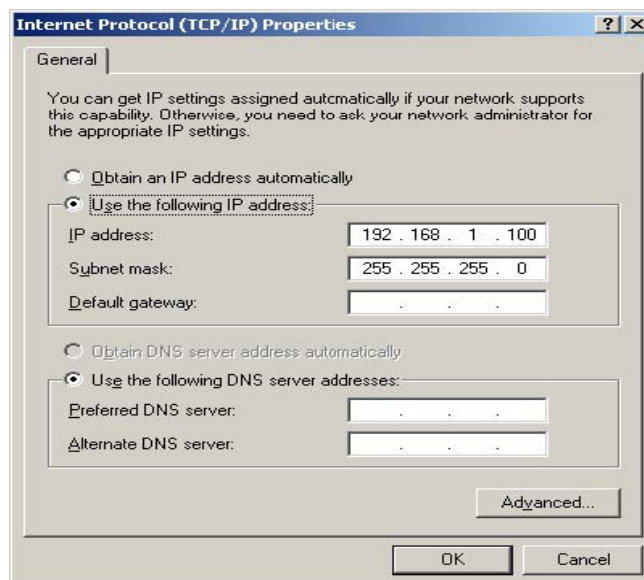 Internet Protocol (TCP/IP) Properties
General
You can get IP settings assigned automatically if your network supports
this capability. Otherwise, you need to ask your network administrator for
the appropriate IP settings.
Obtain an IP address automatically
Use the following IP address:
IP address: 192 . 168 . 1 . 100
Subnet mask: 255 . 255 . 255 . 0
Default gateway: . . .
Obtain DNS server address automatically
Use the following DNS server addresses:
Preferred DNS server: . . .
Alternate DNS server: . . .
Advanced...
OK Cancel